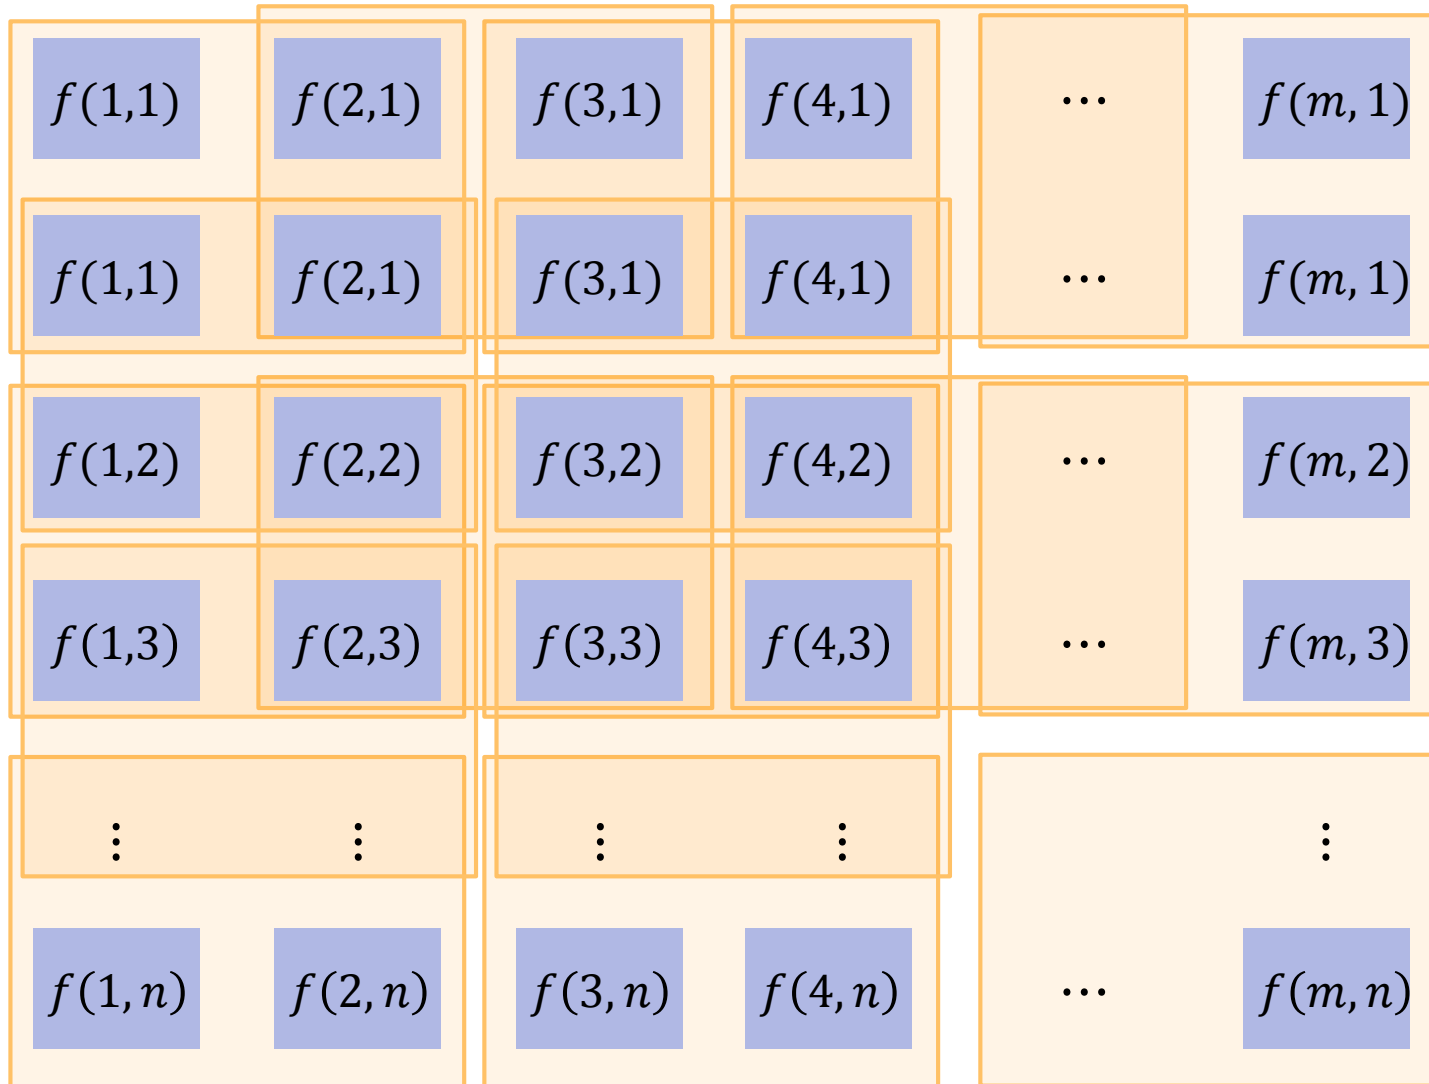 f(1,1) f(2,1) f(3,1) f(4,1) ⋯ f(m, 1)
f(1,1) f(2,1) f(3,1) f(4,1) ⋯ f(m, 1)
f(1,2) f(2,2) f(3,2) f(4,2) ⋯ f(m, 2)
f(1,3) f(2,3) f(3,3) f(4,3) ⋯ f(m, 3)
⋮ ⋮ ⋮ ⋮ ⋮
f(1, n) f(2, n) f(3, n) f(4, n) ⋯ f(m, n)